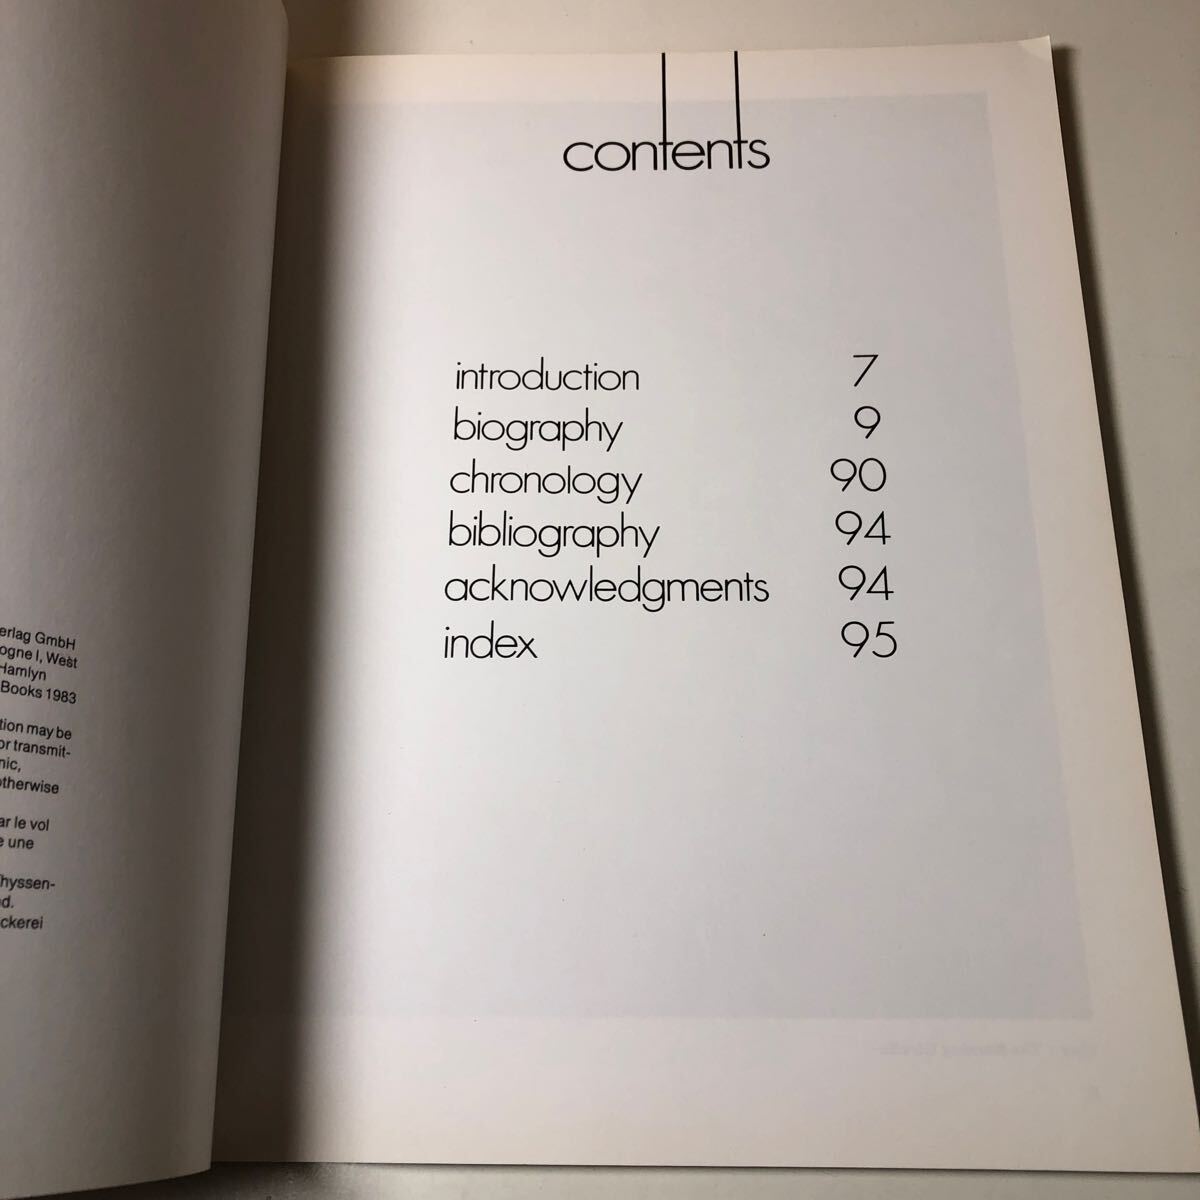 erlag GmbH
ogne I, West
Hamlyn
Books 1983
tion may be
or transmit-
nic,
otherwise
ar le vol
e une
hyssen-
d.
ckerei
contents
introduction 7
biography 9
chronology 90
bibliography 94
acknowledgments 94
index 95